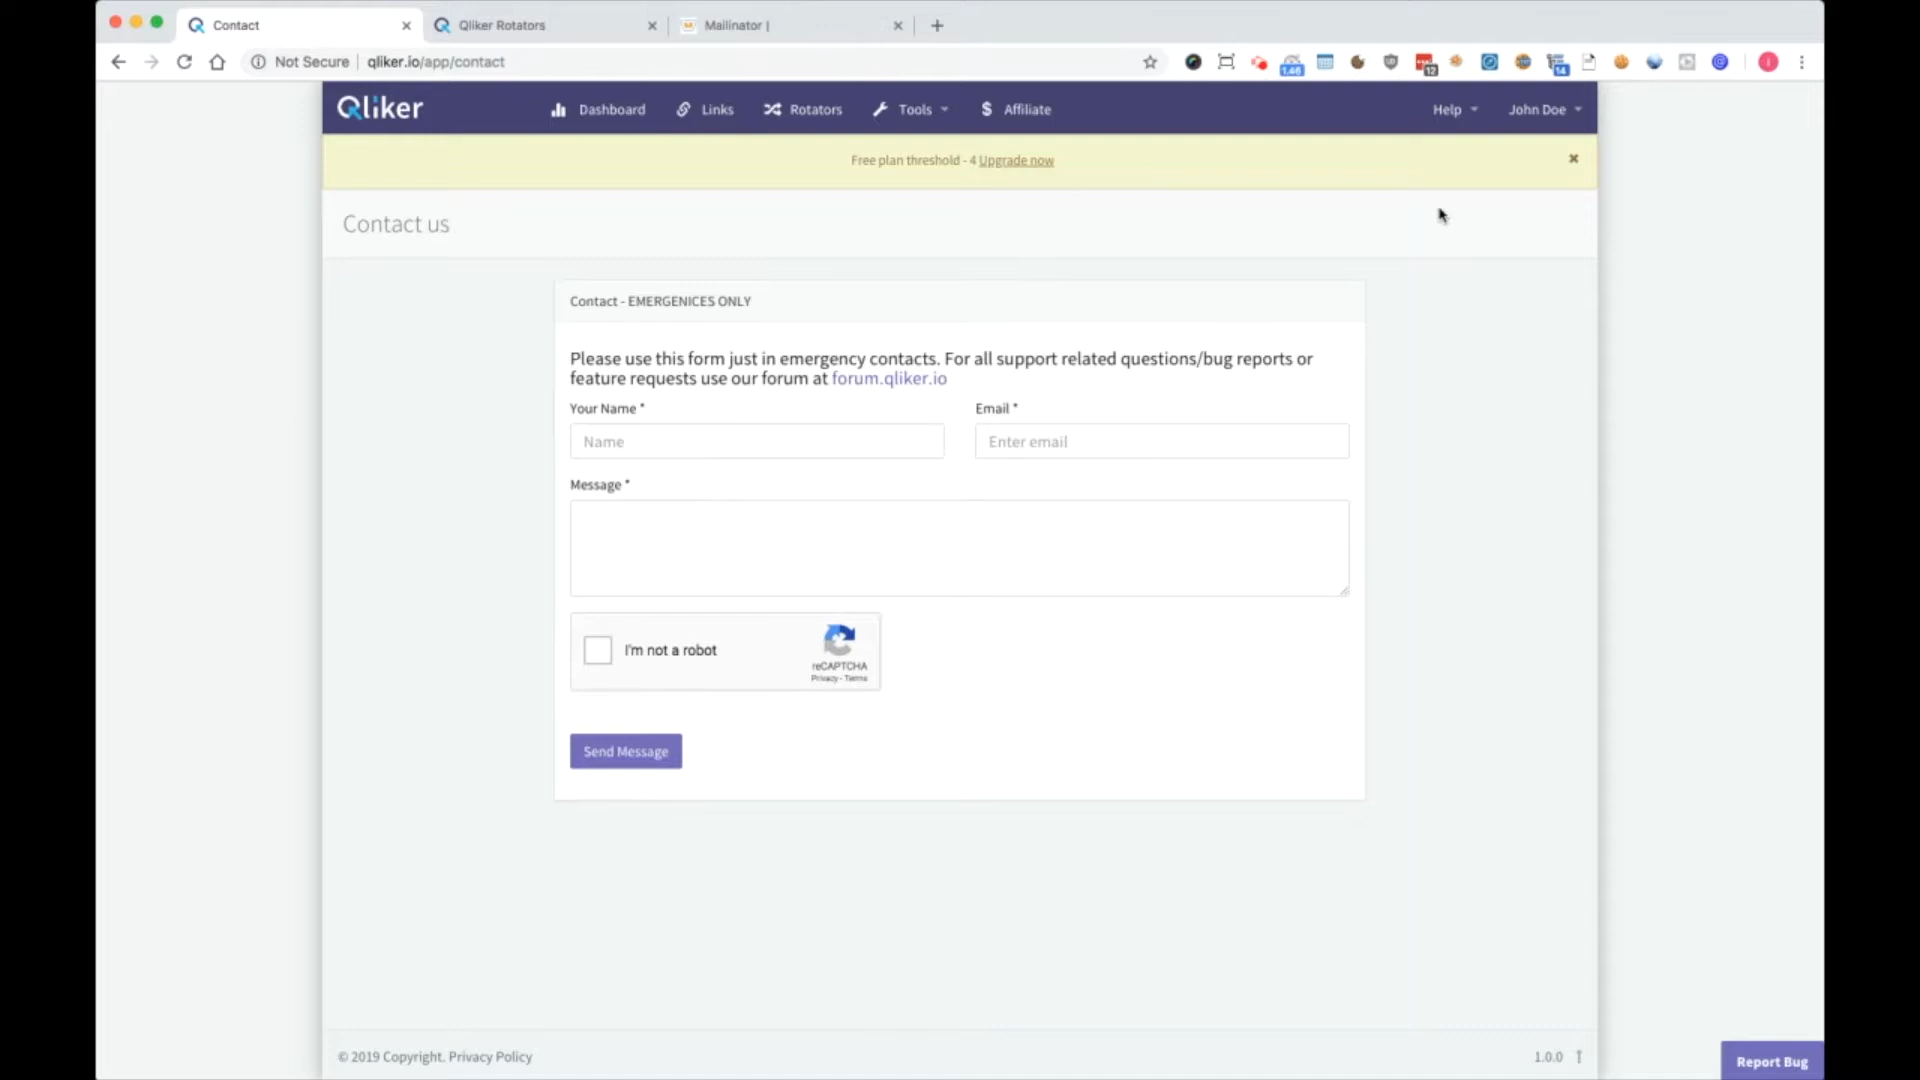 Contact
Qliker Rotators
Mailinator |
Not Secure
qliker.io/app/contact
1.46
12
14
Qliker
Dashboard
Links
Rotators
Tools
$ Affiliate
Help
John Doe
Free plan threshold - 4 Upgrade now
Contact us
Contact - EMERGENICES ONLY
Please use this form just in emergency contacts. For all support related questions/bug reports or
feature requests use our forum at forum.qliker.io
Your Name *
Email *
Name
Enter email
Message *
I'm not a robot
reCAPTCHA
Privacy - Terms
Send Message
© 2019 Copyright. Privacy Policy
1.0.0
Report Bug